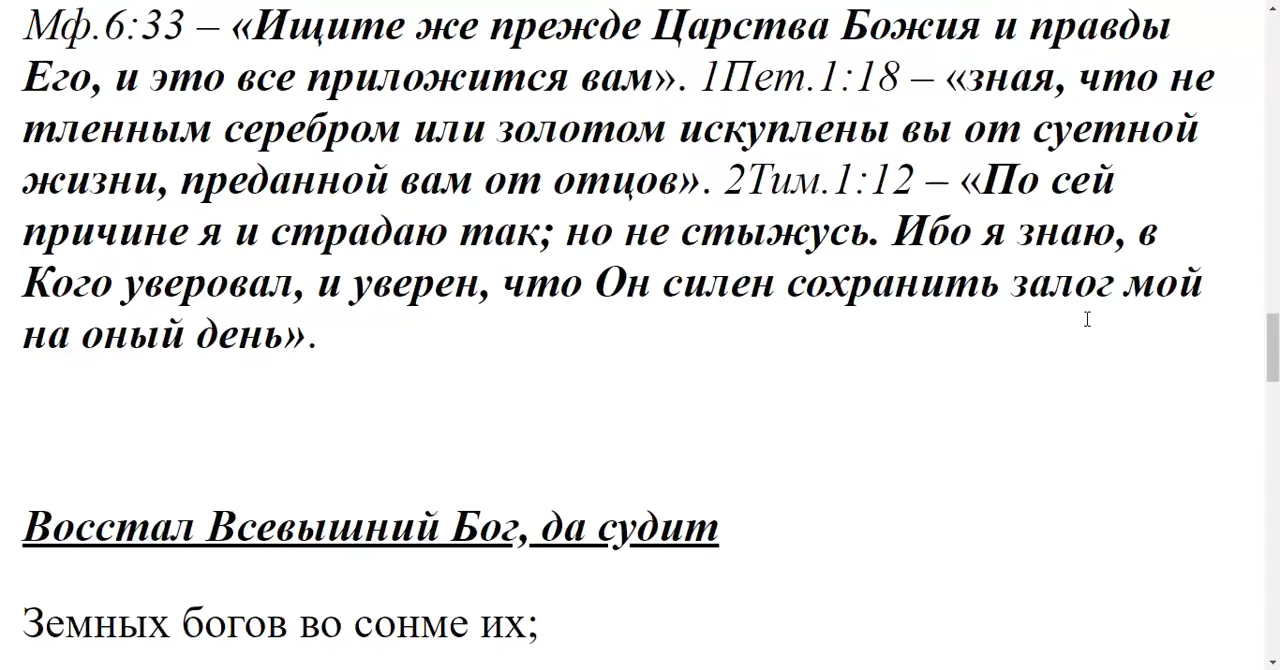 Мф.6:33 – «Ищите же прежде Царства Божия и правды
Его, и это все приложится вам». 1Пет.1:18 – «зная, что не
тленным серебром или золотом искуплены вы от суетной
жизни, преданной вам от отцов». 2Тим.1:12 – «По сей
причине я и страдаю так; но не стыжусь. Ибо я знаю, в
Кого уверовал, и уверен, что Он силен сохранить залог мой
на оный день».
Восстал Всевышний Бог, да судит
Земных богов во сонме их;